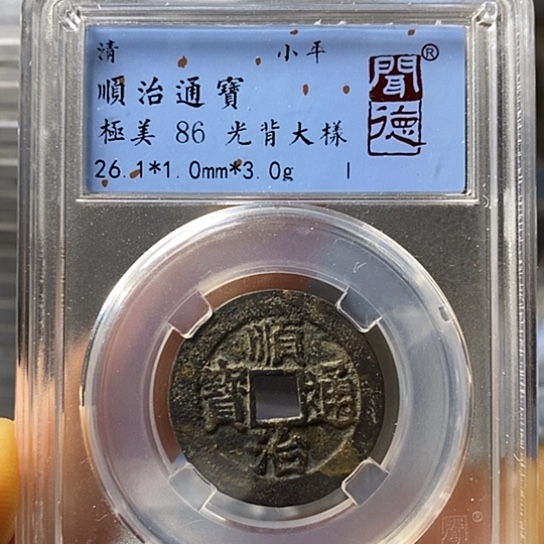 清 小平
順治通寶
極美 86 光背大樣
26.1*1.0mm*3.0g
聞德®
順治通寶
聞